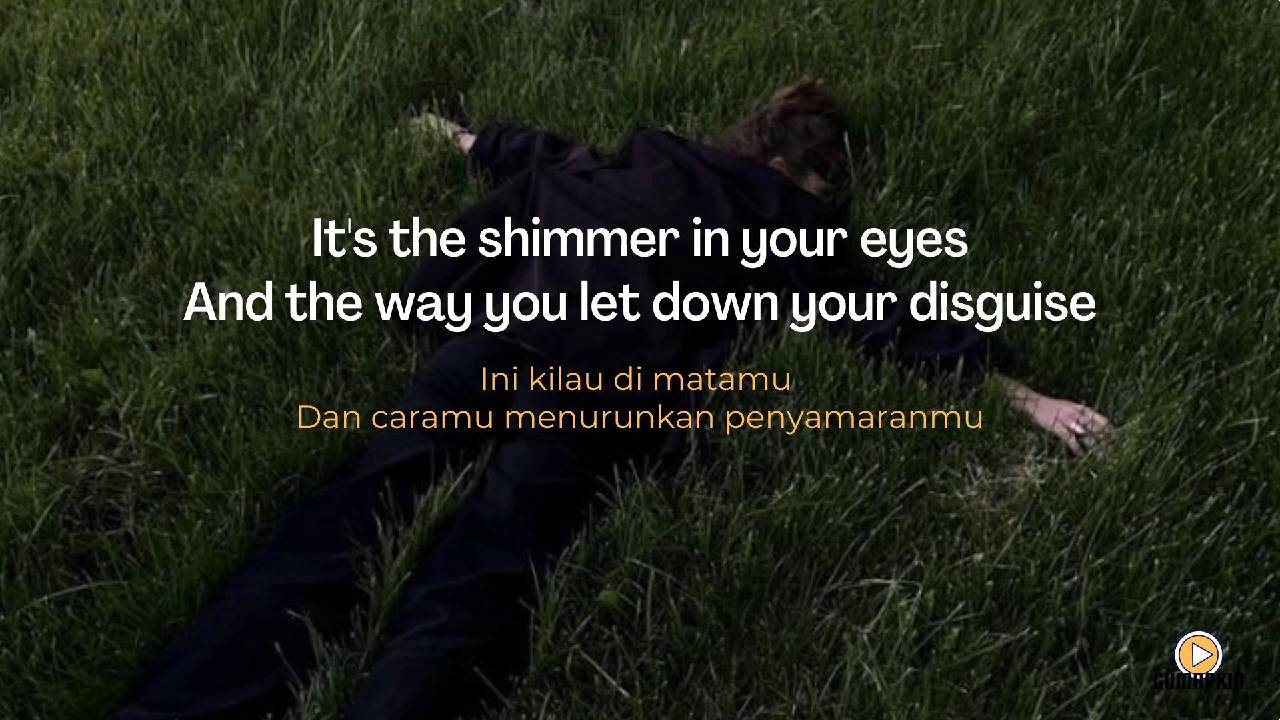 It's the shimmer in your eyes
And the way you let down your disguise
Ini kilau di matamu
Dan caramu menurunkan penyamaranmu